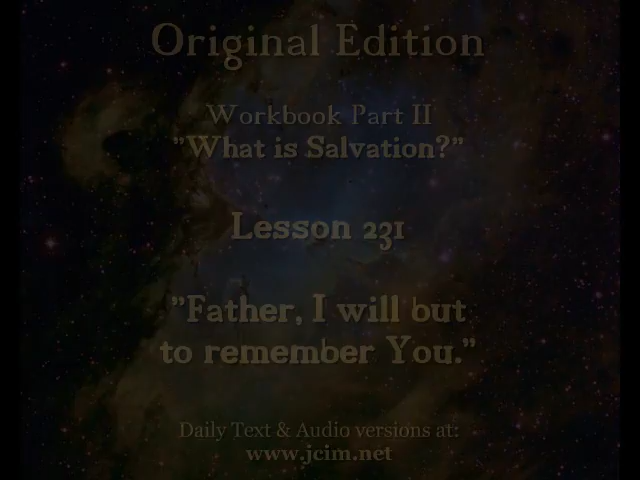 Original Edition
Workbook Part II
"What is Salvation?"
Lesson 231
"Father, I will but
to remember You."
Daily Text & Audio versions at:
www.jcim.net